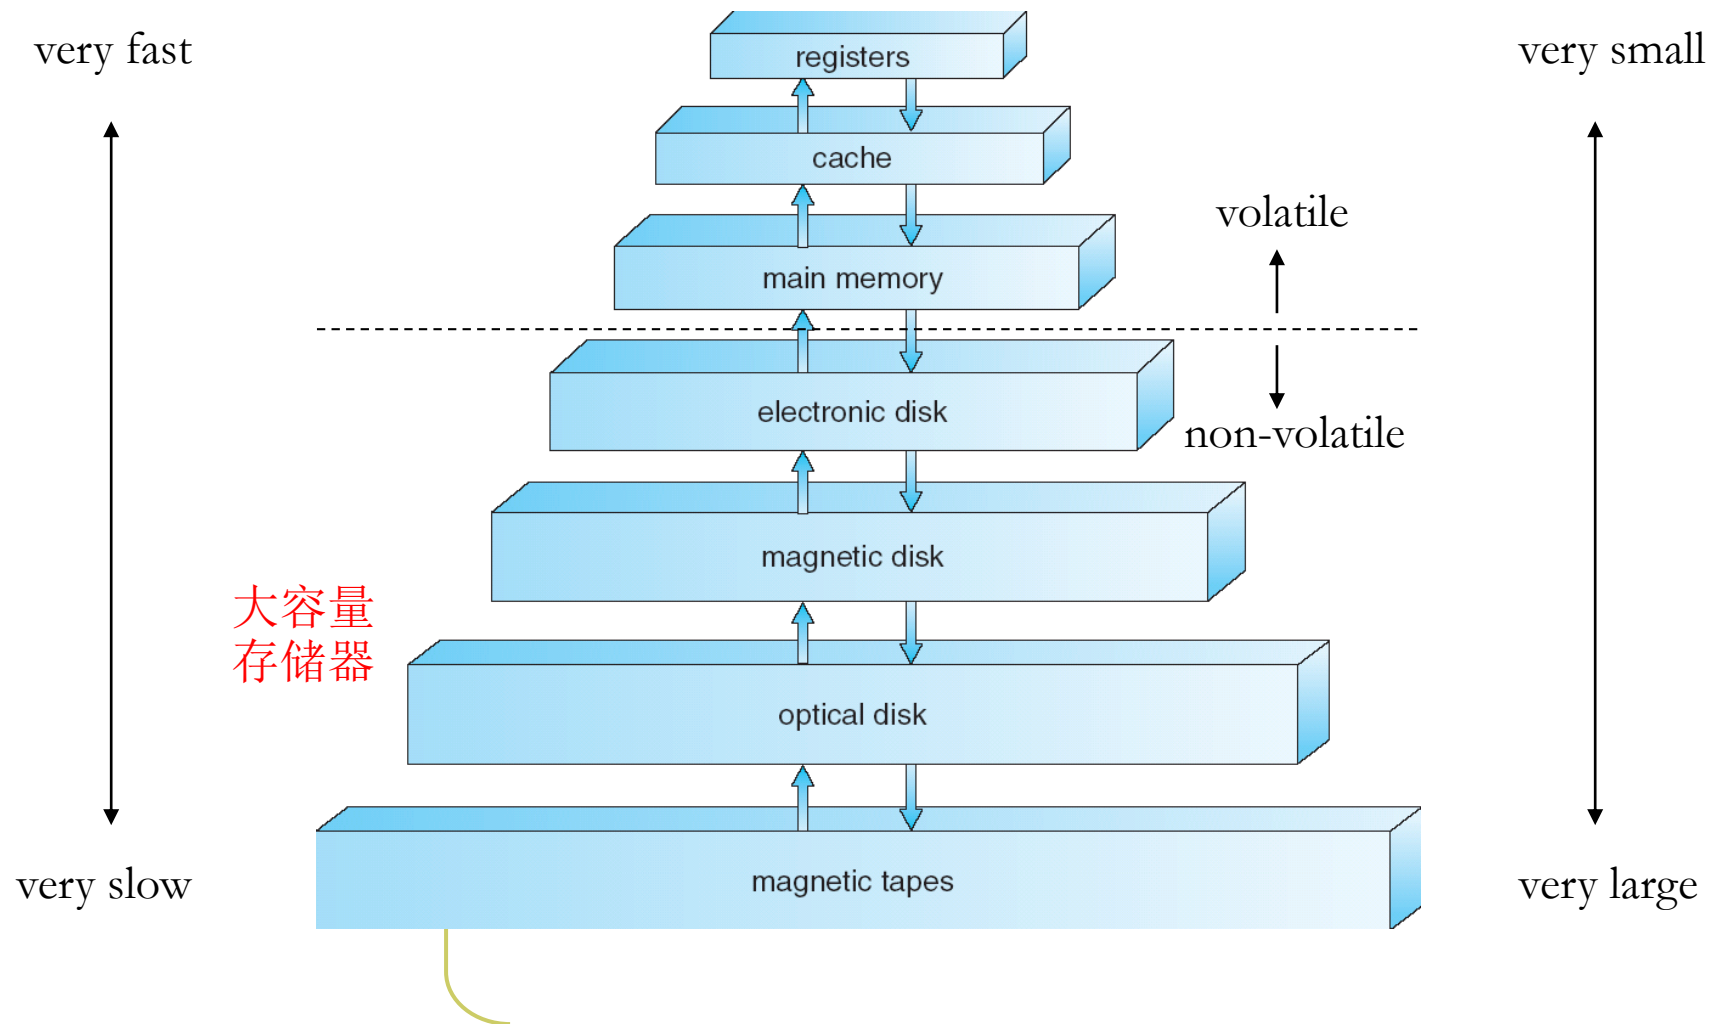 very fast
registers
very small
cache
volatile
main memory
electronic disk
non-volatile
magnetic disk
大容量
存储器
optical disk
magnetic tapes
very slow
very large